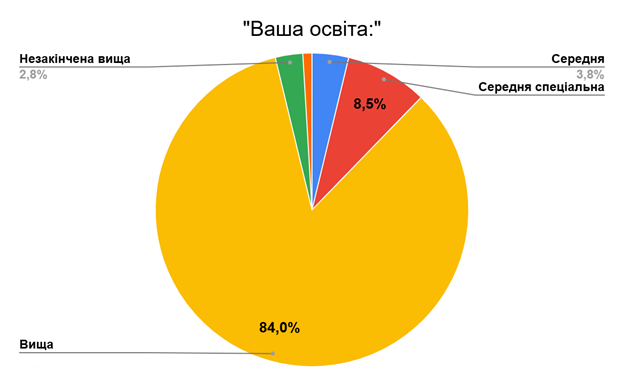 "Ваша освіта:"
Незакінчена вища
2,8%
Середня
3,8%
Середня спеціальна
8,5%
84,0%
Вища